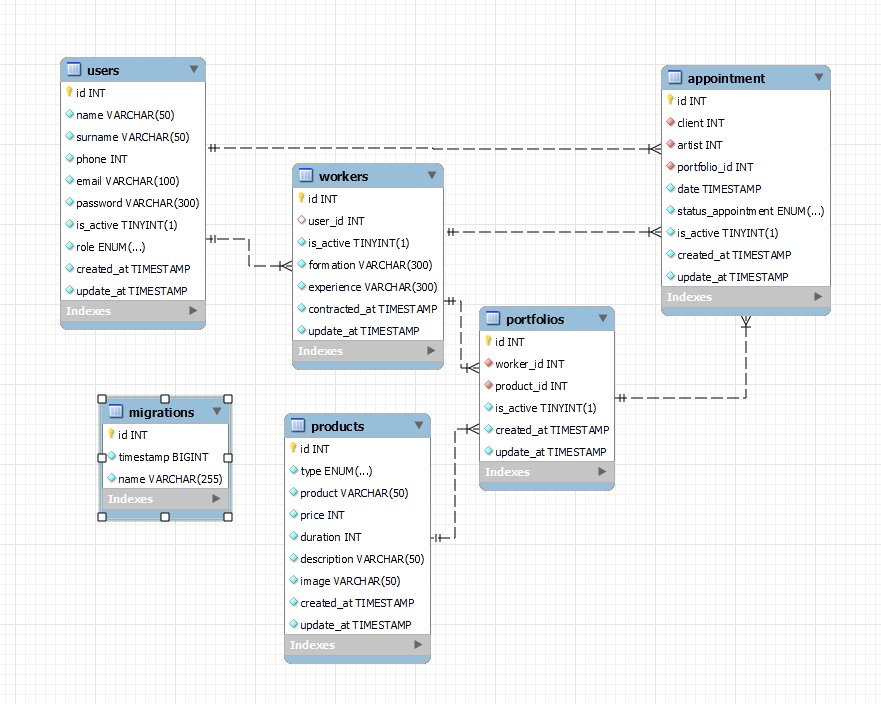 users
id INT
name VARCHAR(50)
surname VARCHAR(50)
phone INT
email VARCHAR(100)
password VARCHAR(300)
is_active TINYINT(1)
role ENUM(...)
created_at TIMESTAMP
update_at TIMESTAMP
Indexes
workers
id INT
user_id INT
is_active TINYINT(1)
formation VARCHAR(300)
experience VARCHAR(300)
contracted_at TIMESTAMP
update_at TIMESTAMP
Indexes
appointment
id INT
client INT
artist INT
portfolio_id INT
date TIMESTAMP
status_appointment ENUM(...)
is_active TINYINT(1)
created_at TIMESTAMP
update_at TIMESTAMP
Indexes
portfolios
id INT
worker_id INT
product_id INT
is_active TINYINT(1)
created_at TIMESTAMP
update_at TIMESTAMP
Indexes
migrations
id INT
timestamp BIGINT
name VARCHAR(255)
Indexes
products
id INT
type ENUM(...)
product VARCHAR(50)
price INT
duration INT
description VARCHAR(50)
image VARCHAR(50)
created_at TIMESTAMP
update_at TIMESTAMP
Indexes